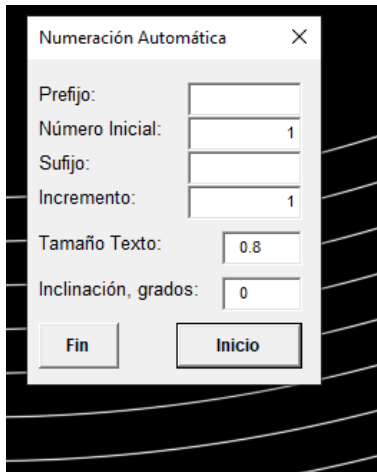 Numeración Automática
Prefijo:
Número Inicial: 1
Sufijo:
Incremento: 1
Tamaño Texto: 0.8
Inclinación, grados: 0
Fin Inicio